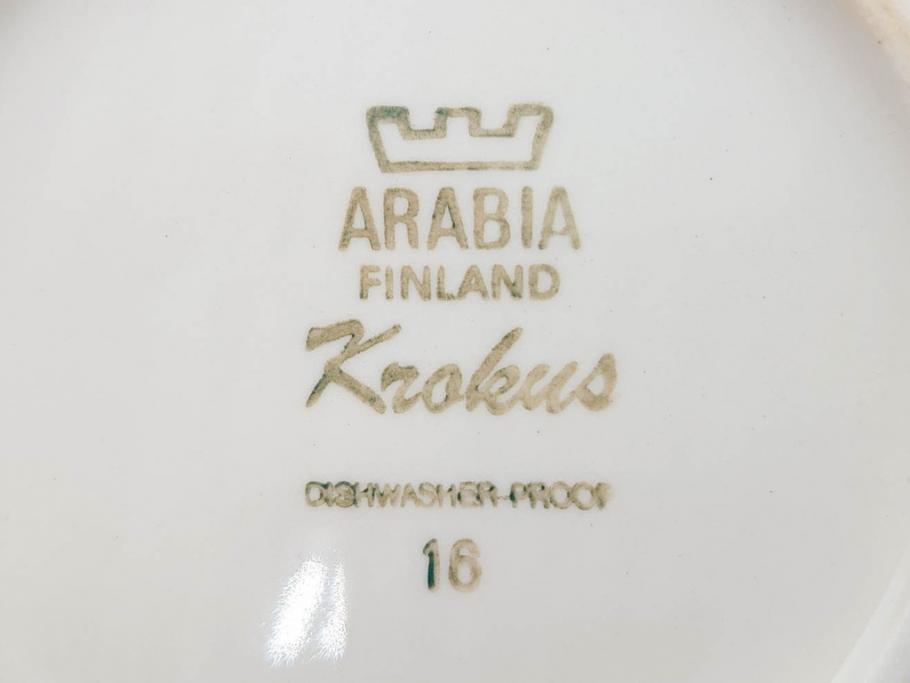 ARABIA
FINLAND
Krokus
DISHWASHER-PROOF
16